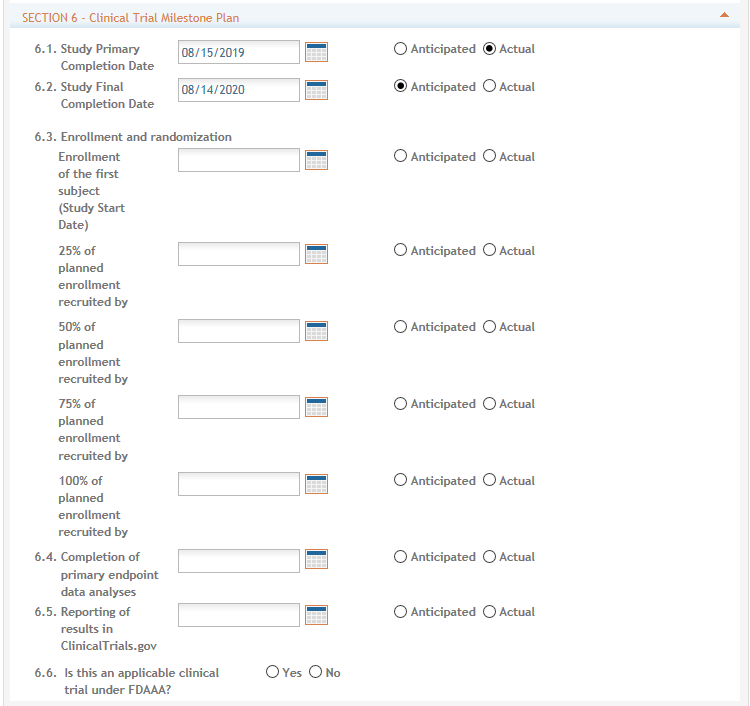 SECTION 6 - Clinical Trial Milestone Plan
6.1. Study Primary
Completion Date
08/15/2019
Anticipated Actual
6.2. Study Final
Completion Date
08/14/2020
Anticipated Actual
6.3. Enrollment and randomization
Enrollment
of the first
subject
(Study Start
Date)
Anticipated Actual
25% of
planned
enrollment
recruited by
Anticipated Actual
50% of
planned
enrollment
recruited by
Anticipated Actual
75% of
planned
enrollment
recruited by
Anticipated Actual
100% of
planned
enrollment
recruited by
Anticipated Actual
6.4. Completion of
primary endpoint
data analyses
Anticipated Actual
6.5. Reporting of
results in
ClinicalTrials.gov
Anticipated Actual
6.6. Is this an applicable clinical
trial under FDAAA?
Yes No